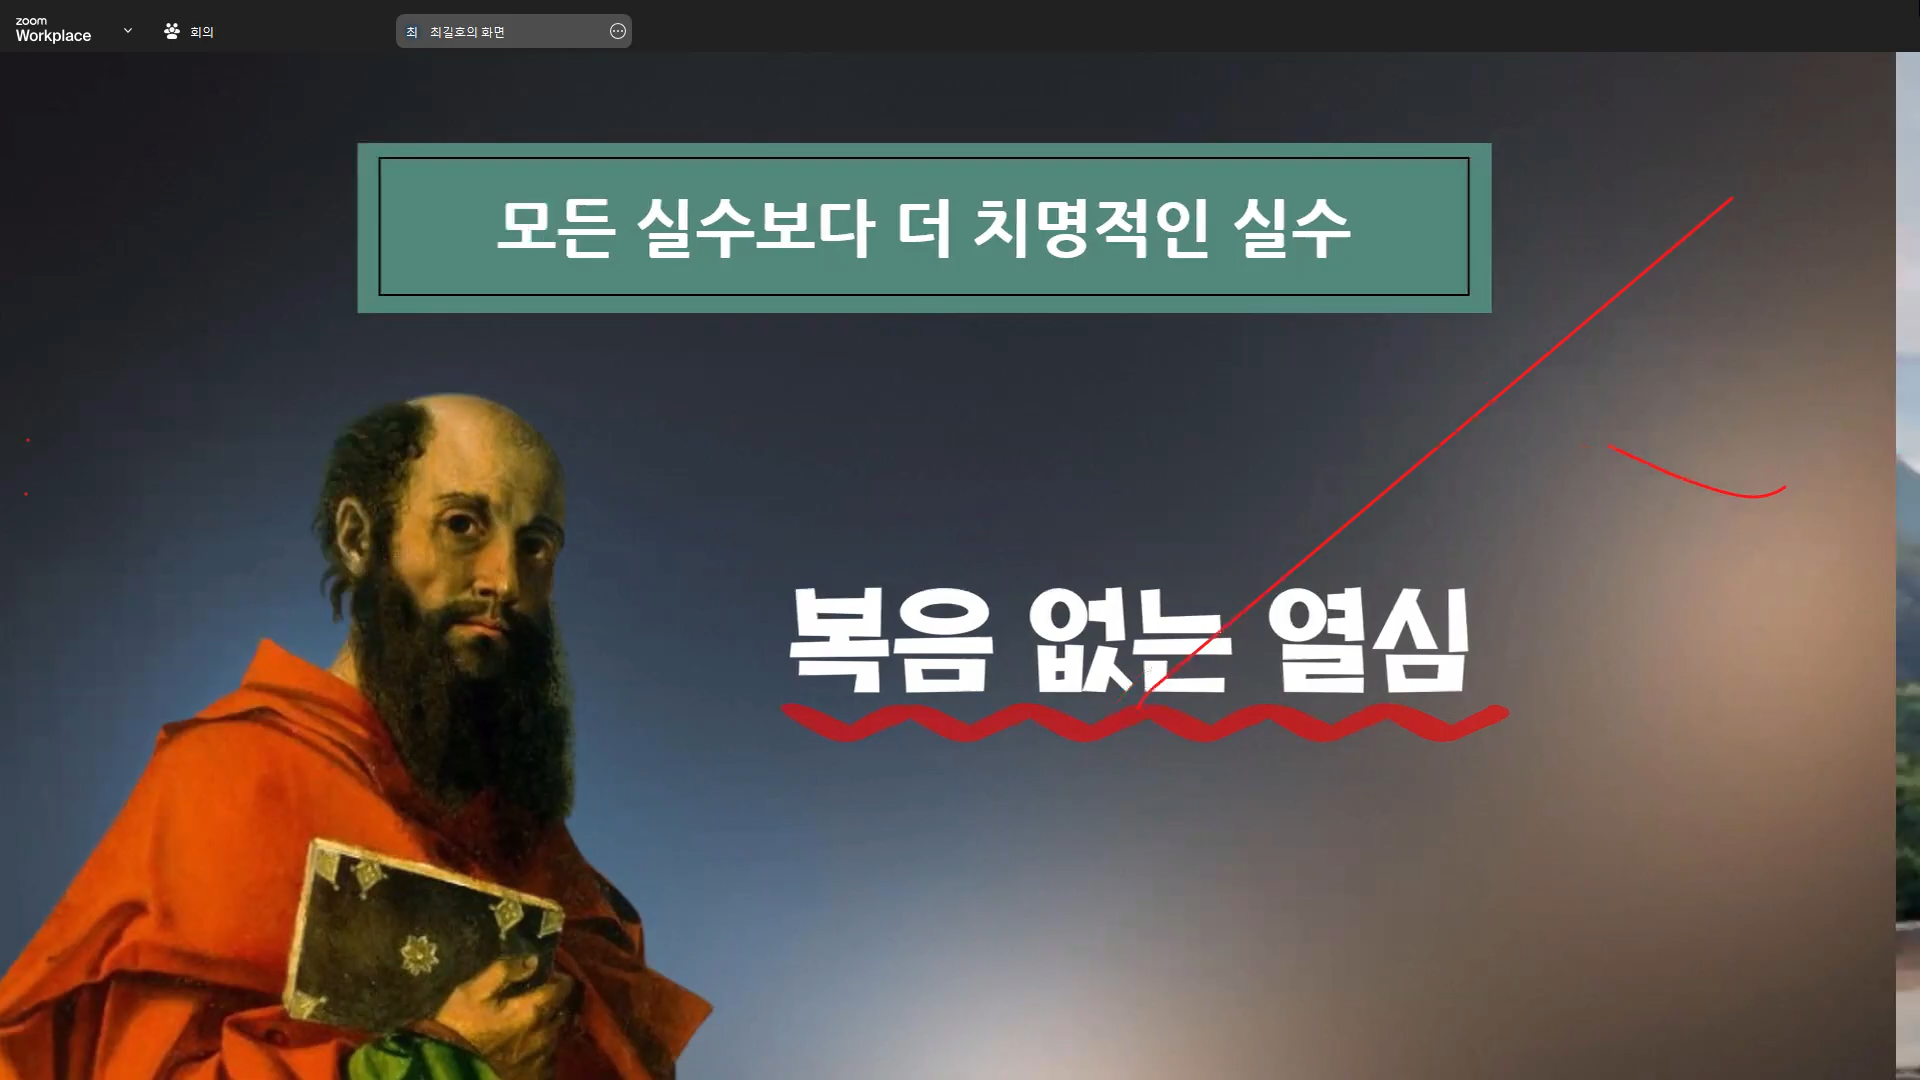 zoom
Workplace
회의
최 최길호의 화면
모든 실수보다 더 치명적인 실수
복음 없는 열심